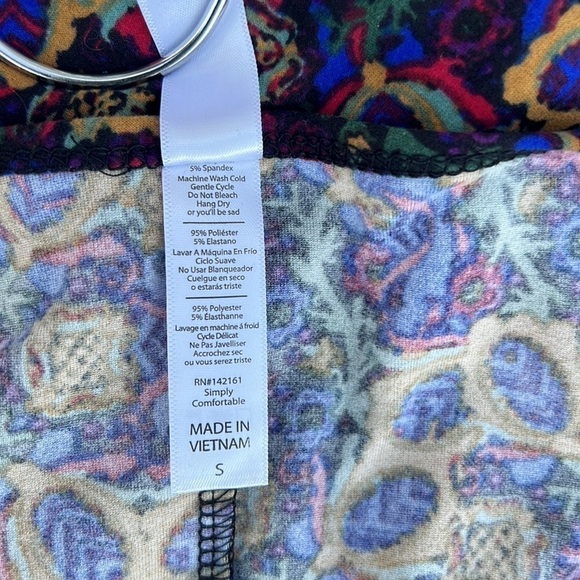 5% Spandex
Machine Wash Cold
Gentle Cycle
Do Not Bleach
Hang Dry
or you'll be sad
95% Poliéster
5% Elastano
Lavar A Máquina En Frío
Ciclo Suave
No Usar Blanqueador
Cuelgue en seco
o estarás triste
95% Polyester
5% Élasthanne
Lavage en machine á froid
Cycle Délicat
Ne Pas Javelliser
Accrochez sec
ou vous serez triste
RN#142161
Simply
Comfortable
MADE IN
VIETNAM
S